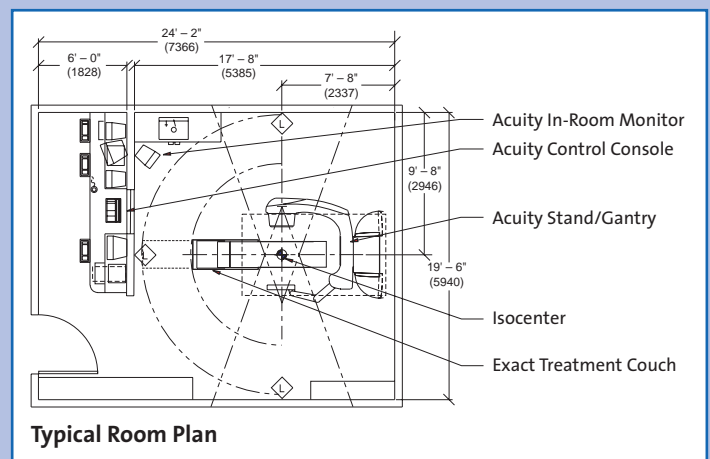 24' – 2"
(7366)
6' – 0"
(1828)
17' – 8"
(5385)
7' – 8"
(2337)
L
Acuity In-Room Monitor
Acuity Control Console
9' – 8"
(2946)
Acuity Stand/Gantry
L
19' – 6"
(5940)
Isocenter
Exact Treatment Couch
L
Typical Room Plan